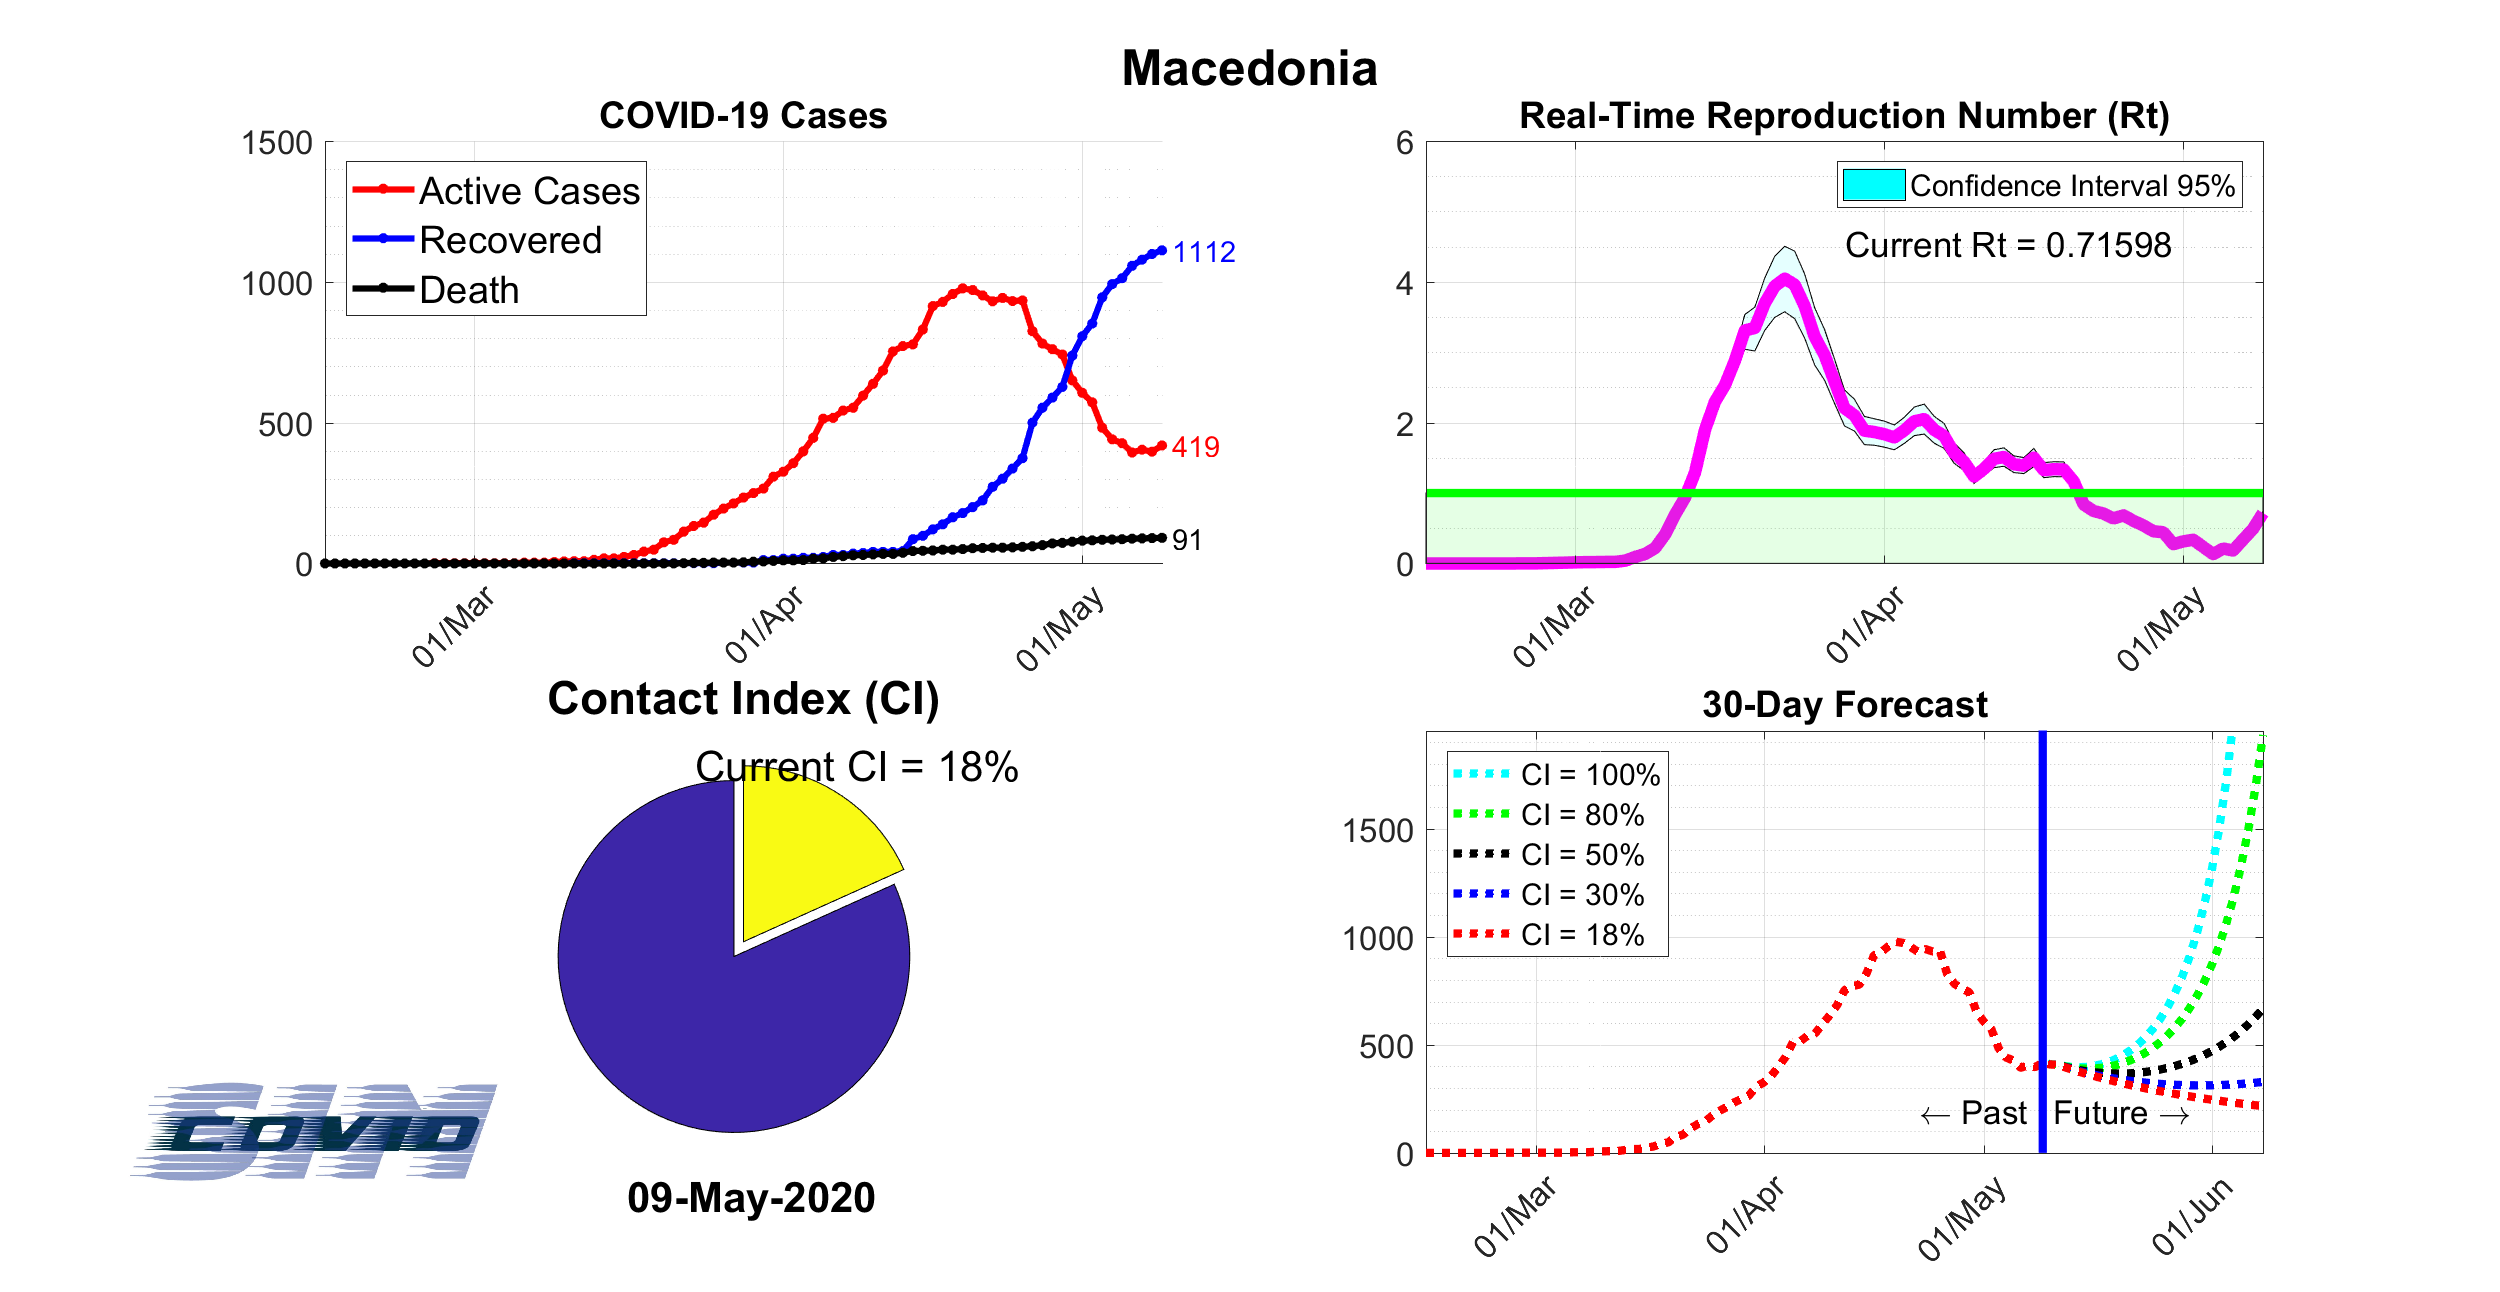 Macedonia
COVID-19 Cases
1500
1000
500
0
Active Cases
Recovered
Death
1112
419
91
01/Mar
01/Apr
01/May
Real-Time Reproduction Number (Rt)
6
4
2
0
Confidence Interval 95%
Current Rt = 0.71598
01/Mar
01/Apr
01/May
Contact Index (CI)
Current CI = 18%
SIN
COVID
09-May-2020
30-Day Forecast
1500
1000
500
0
CI = 100%
CI = 80%
CI = 50%
CI = 30%
CI = 18%
← Past
Future →
01/Mar
01/Apr
01/May
01/Jun